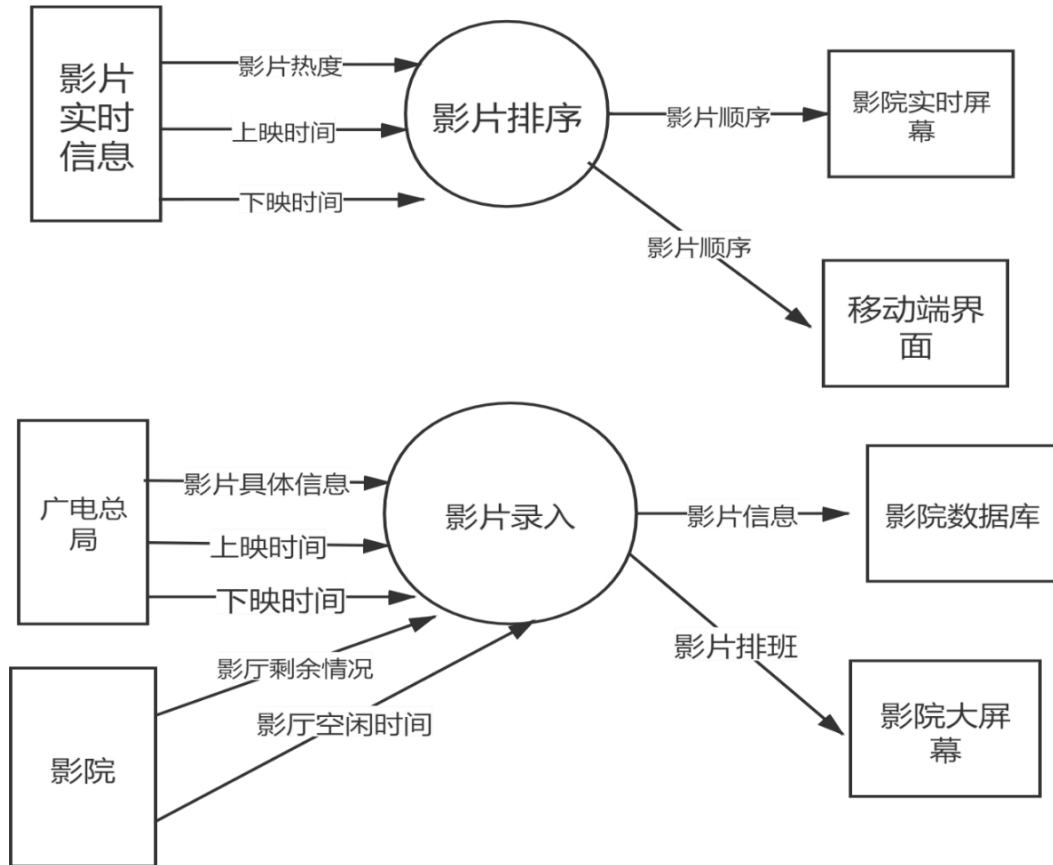 影片
实时
信息
影片热度
上映时间
下映时间
影片排序
影片顺序
影院实时屏
幕
影片顺序
移动端界
面
广电总
局
影片具体信息
上映时间
下映时间
影院
影厅剩余情况
影厅空闲时间
影片录入
影片信息
影院数据库
影片排班
影院大屏
幕